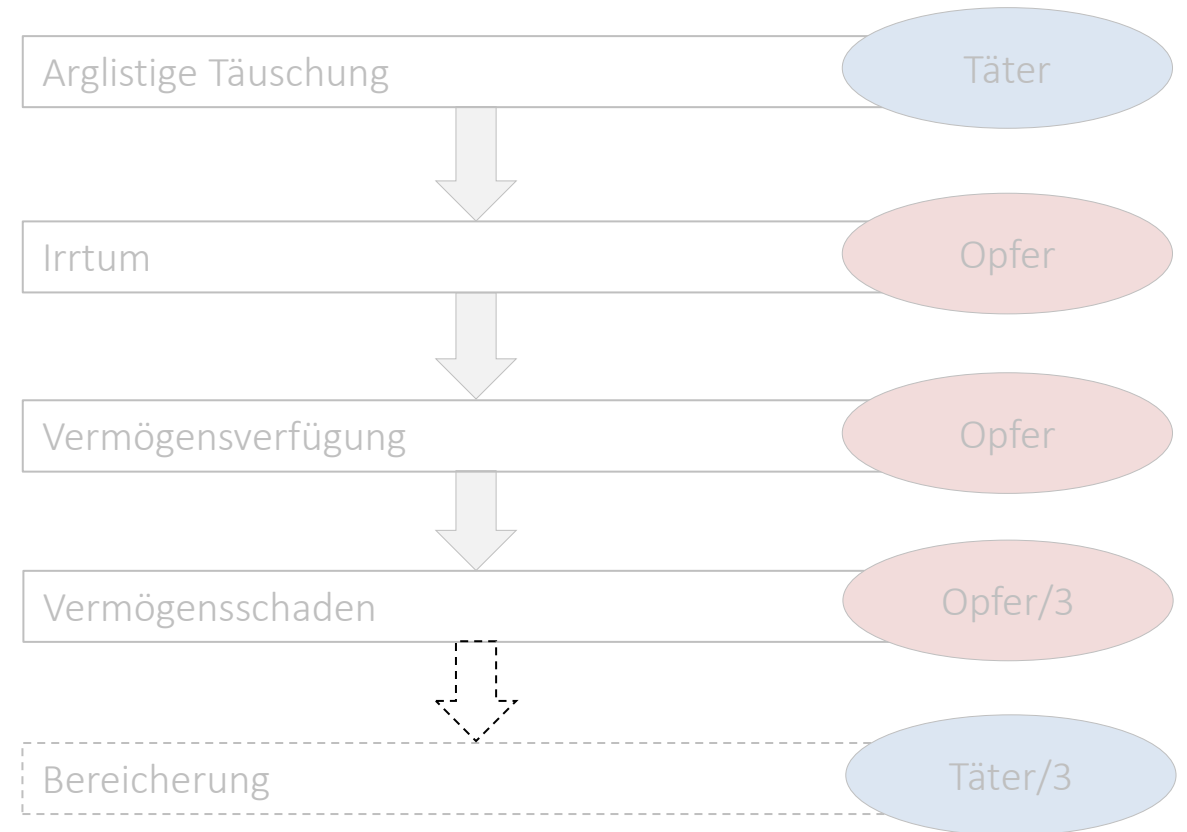 Arglistige Täuschung
Täter
Irrtum
Opfer
Vermögensverfügung
Opfer
Vermögensschaden
Opfer/3
Bereicherung
Täter/3